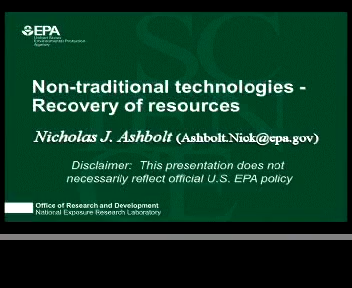 EPA
United States
Environmental Protection
Agency
Non-traditional technologies -
Recovery of resources
Nicholas J. Ashbolt (Ashbolt.Nick@epa.gov)
Disclaimer: This presentation does not
necessarily reflect official U.S. EPA policy
Office of Research and Development
National Exposure Research Laboratory